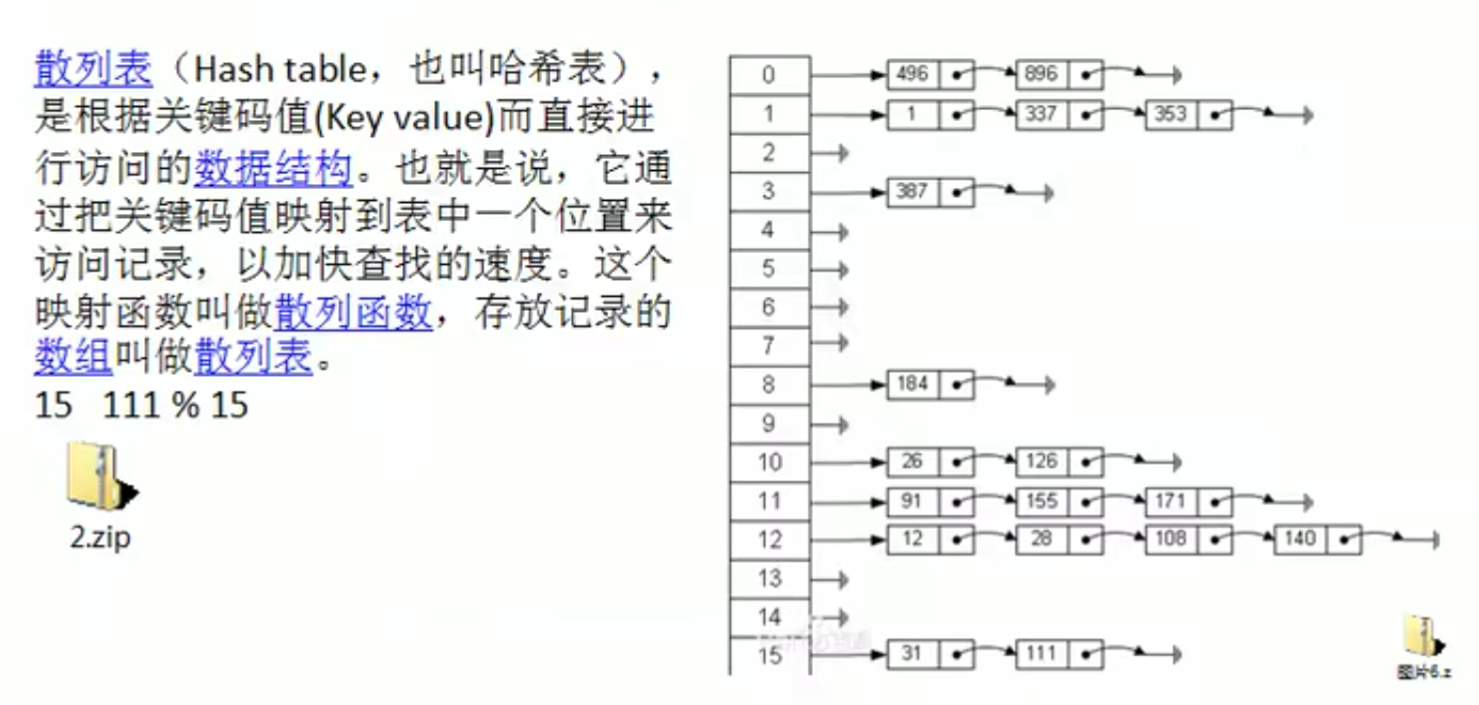 散列表（Hash table，也叫哈希表），
是根据关键码值(Key value)而直接进
行访问的数据结构。也就是说，它通
过把关键码值映射到表中一个位置来
访问记录，以加快查找的速度。这个
映射函数叫做散列函数，存放记录的
数组叫做散列表。
15 111 % 15
2.zip
0 496 896
1 1 337 353
2
3 387
4
5
6
7
8 184
9
10 26 126
11 91 155 171
12 12 28 108 140
13
14
15 31 111
图片6.z